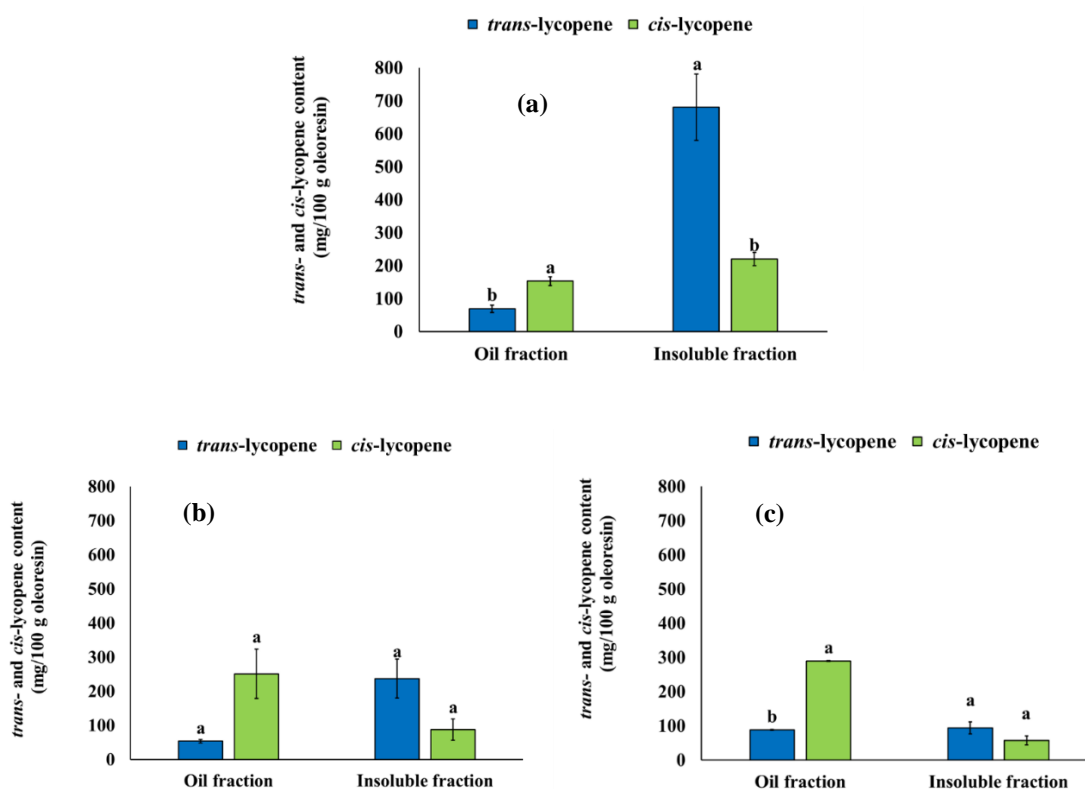 trans-lycopene cis-lycopene
trans- and cis-lycopene content
(mg/100 g oleoresin)
800
700
600
500
400
300
200
100
0
(a)
b
a
a
b
Oil fraction Insoluble fraction
trans-lycopene cis-lycopene
trans- and cis-lycopene content
(mg/100 g oleoresin)
800
700
600
500
400
300
200
100
0
(b)
a
a
a
a
Oil fraction Insoluble fraction
trans-lycopene cis-lycopene
trans- and cis-lycopene content
(mg/100 g oleoresin)
800
700
600
500
400
300
200
100
0
(c)
b
a
a
a
Oil fraction Insoluble fraction